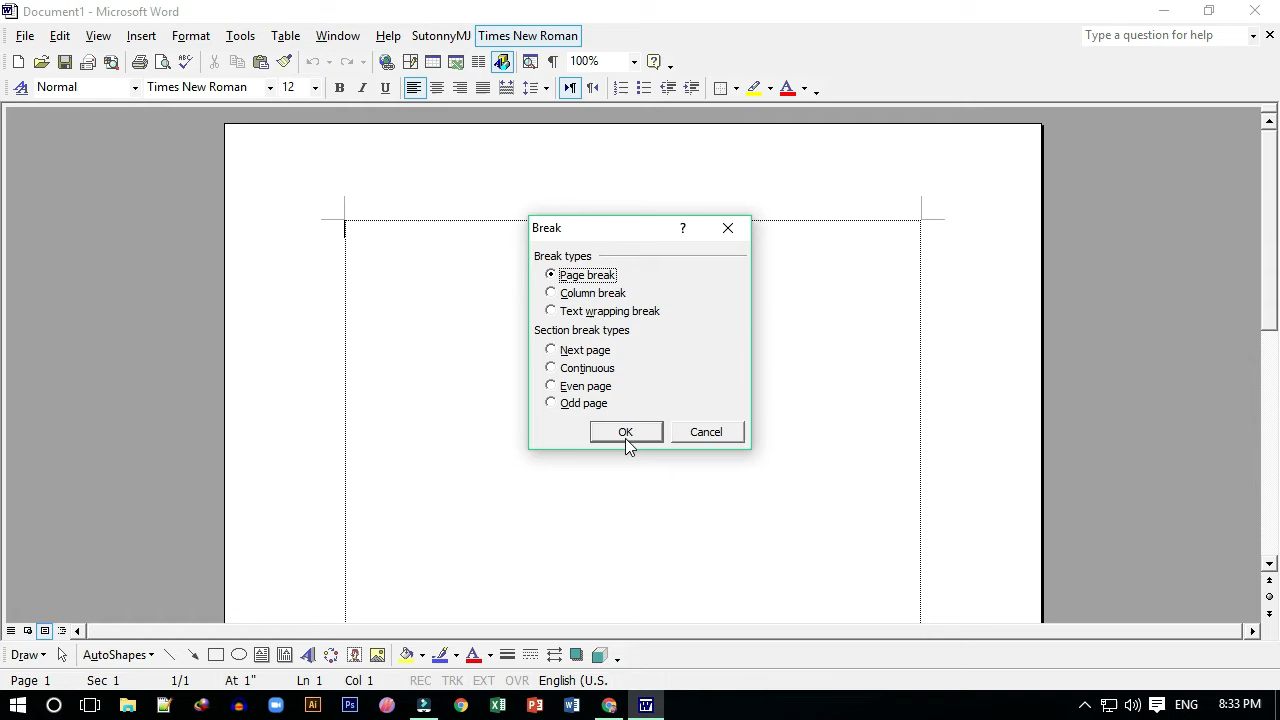 Document1 - Microsoft Word
File Edit View Insert Format Tools Table Window Help SutonnyMJ Times New Roman Type a question for help
100%
Normal Times New Roman 12 B I U
Break ?
Break types
Page break
Column break
Text wrapping break
Section break types
Next page
Continuous
Even page
Odd page
OK Cancel
Draw AutoShapes
Page 1 Sec 1 1/1 At 1" Ln 1 Col 1 REC TRK EXT OVR English (U.S.
ENG 8:33 PM